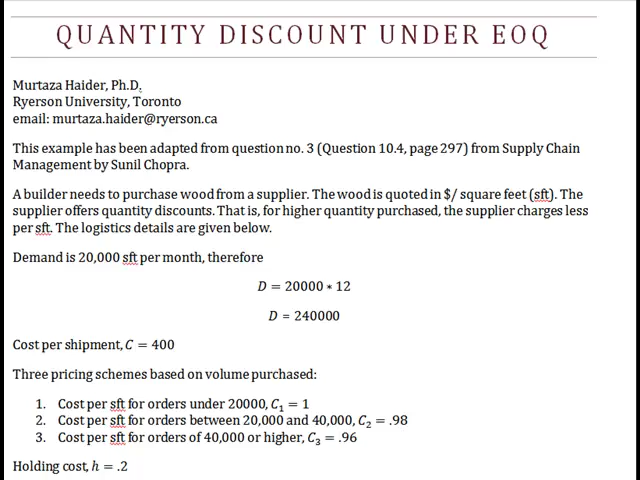 QUANTITY DISCOUNT UNDER EOQ
Murtaza Haider, Ph.D.
Ryerson University, Toronto
email: murtaza.haider@ryerson.ca
This example has been adapted from question no. 3 (Question 10.4, page 297) from Supply Chain
Management by Sunil Chopra.
A builder needs to purchase wood from a supplier. The wood is quoted in $/ square feet (sft). The
supplier offers quantity discounts. That is, for higher quantity purchased, the supplier charges less
per sft. The logistics details are given below.
Demand is 20,000 sft per month, therefore
D = 20000 * 12
D = 240000
Cost per shipment, C = 400
Three pricing schemes based on volume purchased:
1. Cost per sft for orders under 20000, C₁ = 1
2. Cost per sft for orders between 20,000 and 40,000, C₂ = .98
3. Cost per sft for orders of 40,000 or higher, C₃ = .96
Holding cost, h = .2